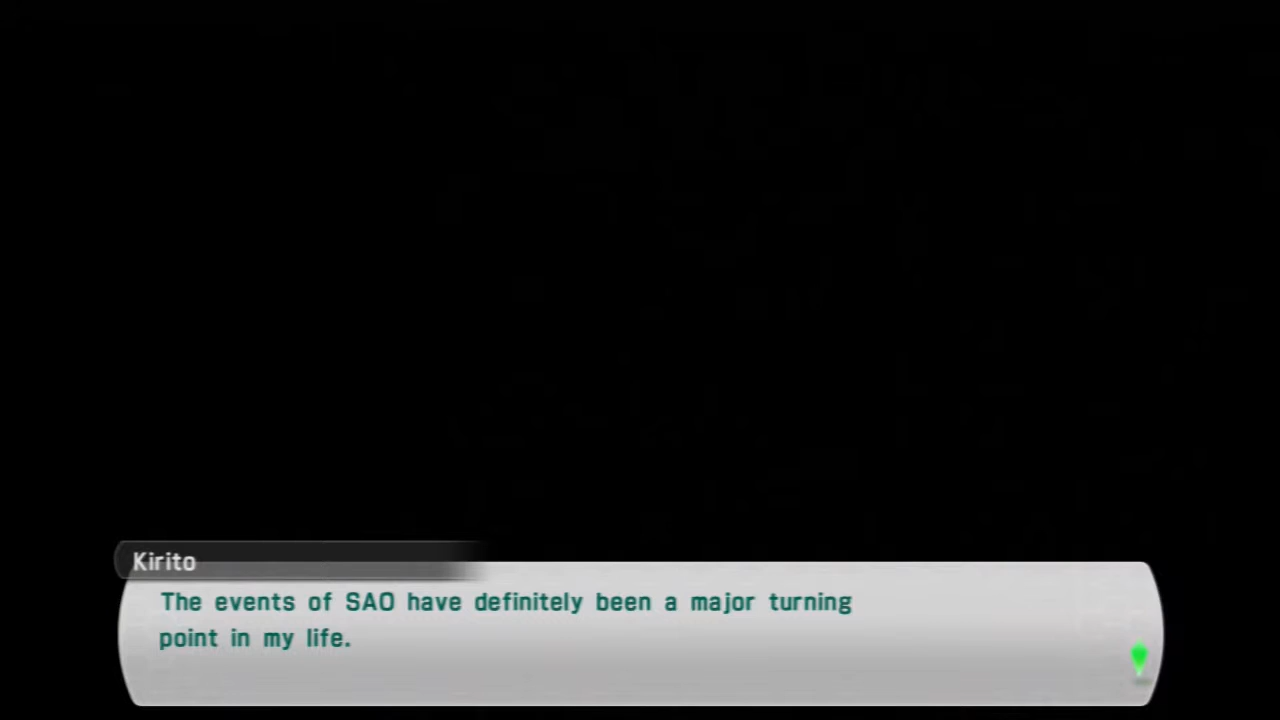 Kirito
The events of SAO have definitely been a major turning
point in my life.